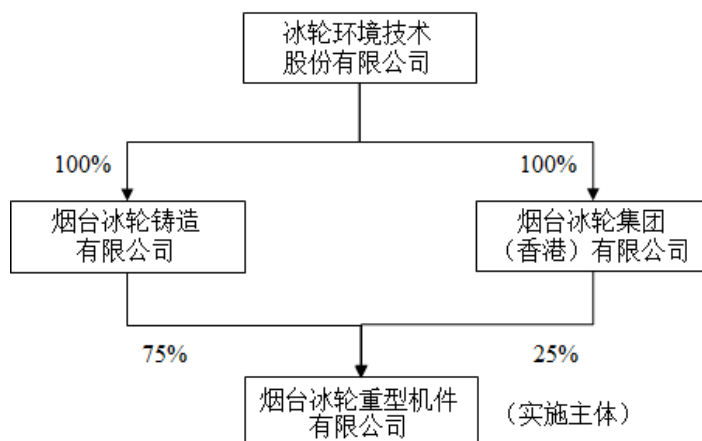 冰轮环境技术
股份有限公司
100%
100%
烟台冰轮铸造
有限公司
烟台冰轮集团
（香港）有限公司
75%
25%
烟台冰轮重型机件
有限公司
（实施主体）